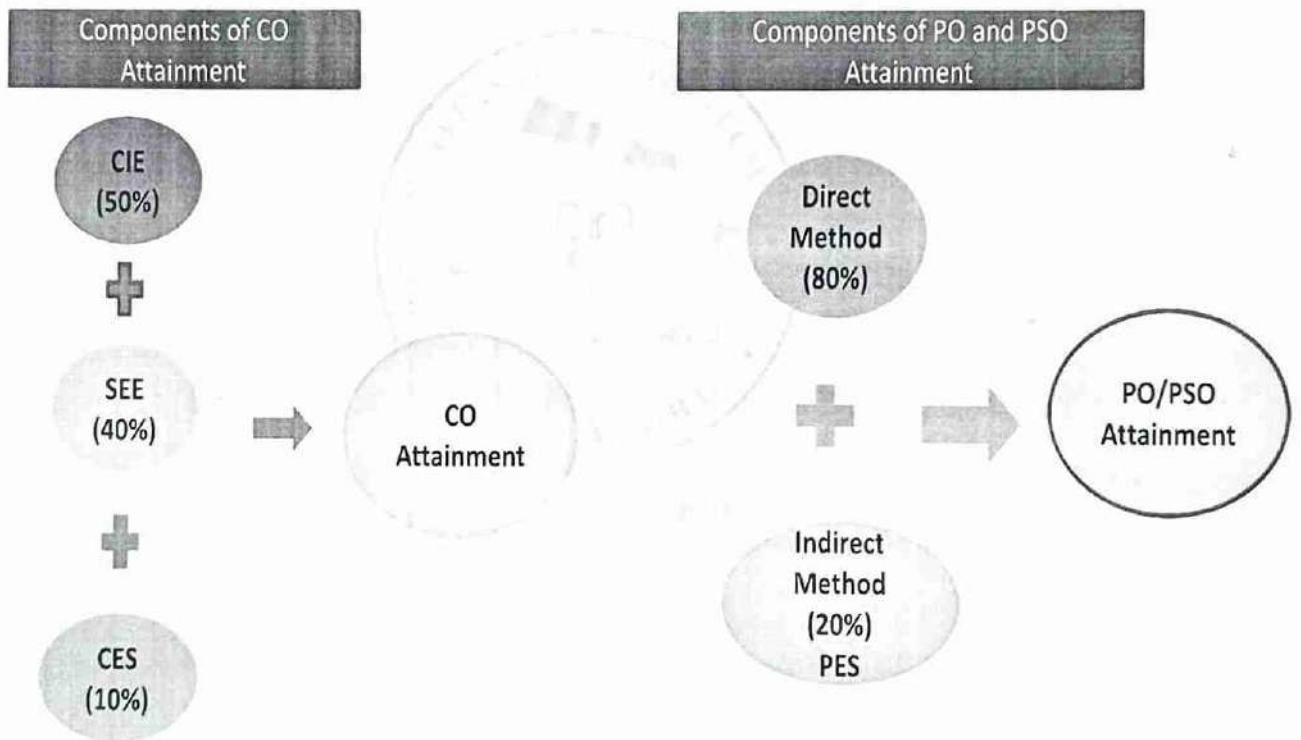 Components of CO
Attainment
CIE
(50%)
SEE
(40%)
CES
(10%)
CO
Attainment
Components of PO and PSO
Attainment
Direct
Method
(80%)
Indirect
Method
(20%)
PES
PO/PSO
Attainment